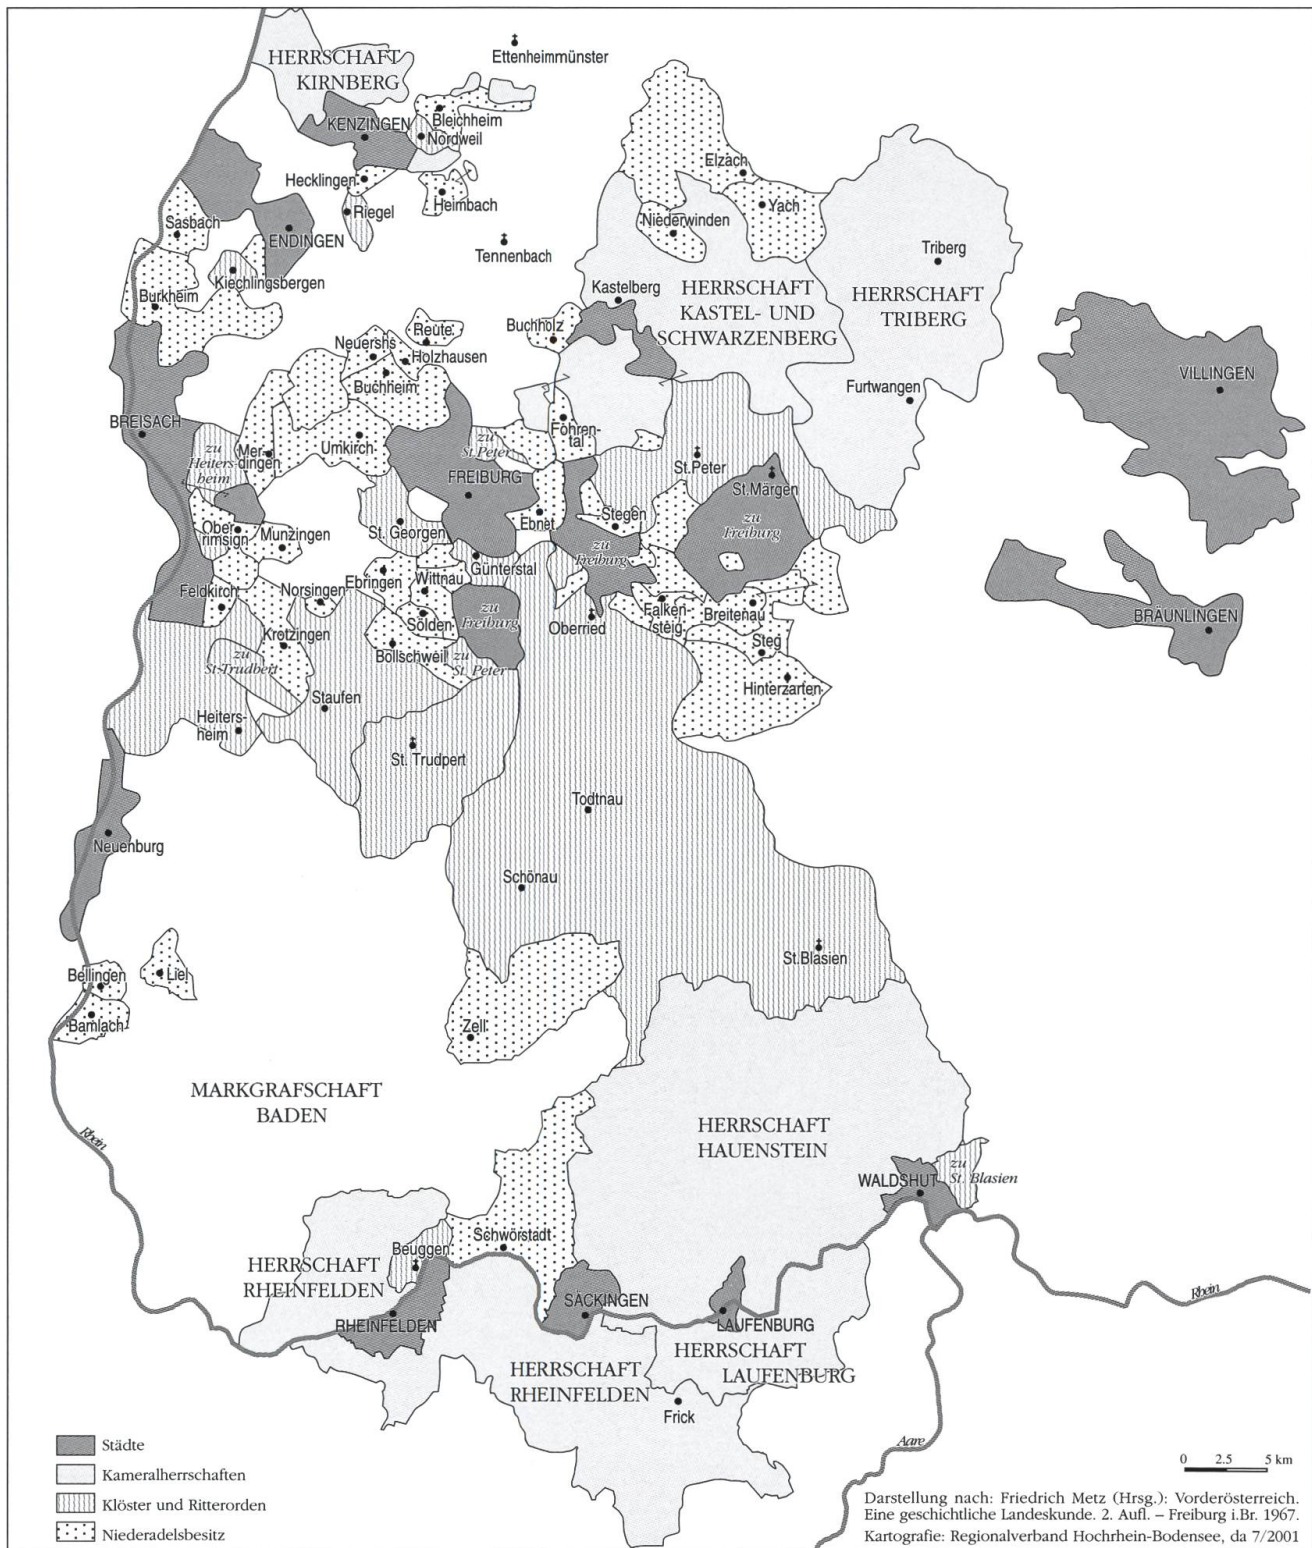 HERRSCHAFT
KIRNBERG
Ettenheimmünster
KENZINGEN
Bleichheim
Nordweil
Hecklingen
Heimbach
Riegel
Sasbach
ENDINGEN
Tennenbach
Kiechlingsbergen
Burkheim
Elzach
Yach
Niederwinden
Triberg
Kastelberg
HERRSCHAFT
KASTEL- UND
SCHWARZENBERG
HERRSCHAFT
TRIBERG
Buchholz
Reute
Neuershs
Holzhausen
Buchheim
VILLINGEN
Furtwangen
BREISACH
Umkirch
Föhren-
tal
zu
Heiters-
heim
Mer-
dingen
zu
St.Peter
FREIBURG
St.Peter
St.Märgen
Ober
rimsign
Munzingen
St. Georgen
Ebnet
Stegen
zu
Freiburg
zu
Freiburg
Günterstal
Feldkirch
Norsingen
Ebringen
Wittnau
Sölden
zu
Freiburg
Oberried
Falken-
steig
Breitenau
BRÄUNLINGEN
Krotzingen
Bollschweil
zu
St. Peter
Steg
zu
St.Trudbert
Hinterzarten
Staufen
Heiters-
heim
St. Trudpert
Todtnau
Neuenburg
Schönau
St.Blasien
Bellingen
Liel
Bamlach
Zell
MARKGRAFSCHAFT
BADEN
Rhein
HERRSCHAFT
HAUENSTEIN
WALDSHUT
zu
St. Blasien
Schwörstadt
Beuggen
HERRSCHAFT
RHEINFELDEN
RHEINFELDEN
SÄCKINGEN
LAUFENBURG
Rhein
HERRSCHAFT
LAUFENBURG
HERRSCHAFT
RHEINFELDEN
Frick
Aare
Städte
Kameralherrschaften
Klöster und Ritterorden
Niederadelsbesitz
0 2.5 5 km
Darstellung nach: Friedrich Metz (Hrsg.): Vorderösterreich.
Eine geschichtliche Landeskunde. 2. Aufl. – Freiburg i.Br. 1967.
Kartografie: Regionalverband Hochrhein-Bodensee, da 7/2001